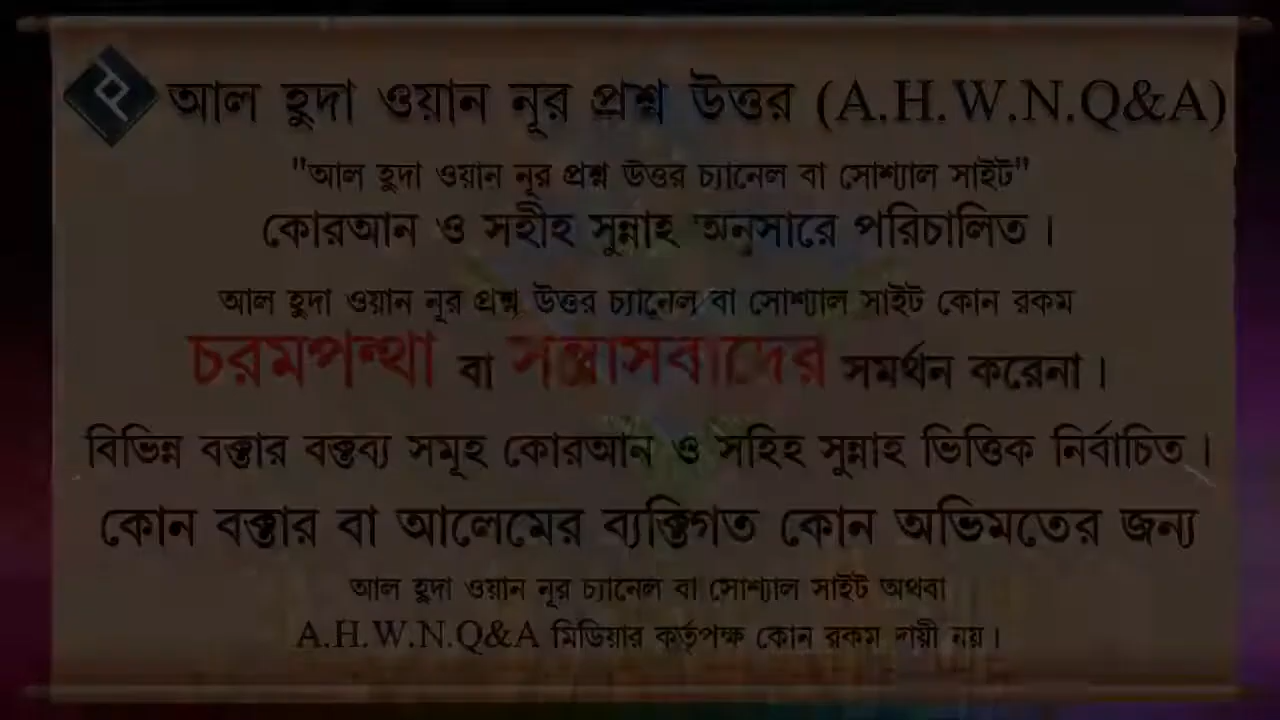 আল হুদা ওয়ান নূর প্রশ্ন উত্তর (A.H.W.N.Q&A)
"আল হুদা ওয়ান নূর প্রশ্ন উত্তর চ্যানেল বা সোশ্যাল সাইট"
কোরআন ও সহীহ সুন্নাহ অনুসারে পরিচালিত।
আল হুদা ওয়ান নূর প্রশ্ন উত্তর চ্যানেল বা সোশ্যাল সাইট কোন রকম
চরমপন্থা বা সন্ত্রাসবাদের সমর্থন করেনা।
বিভিন্ন বক্তার বক্তব্য সমূহ কোরআন ও সহিহ সুন্নাহ ভিত্তিক নির্বাচিত।
কোন বক্তার বা আলেমের ব্যক্তিগত কোন অভিমতের জন্য
আল হুদা ওয়ান নূর চ্যানেল বা সোশ্যাল সাইট অথবা
A.H.W.N.Q&A মিডিয়ার কর্তৃপক্ষ কোন রকম দায়ী নয়।